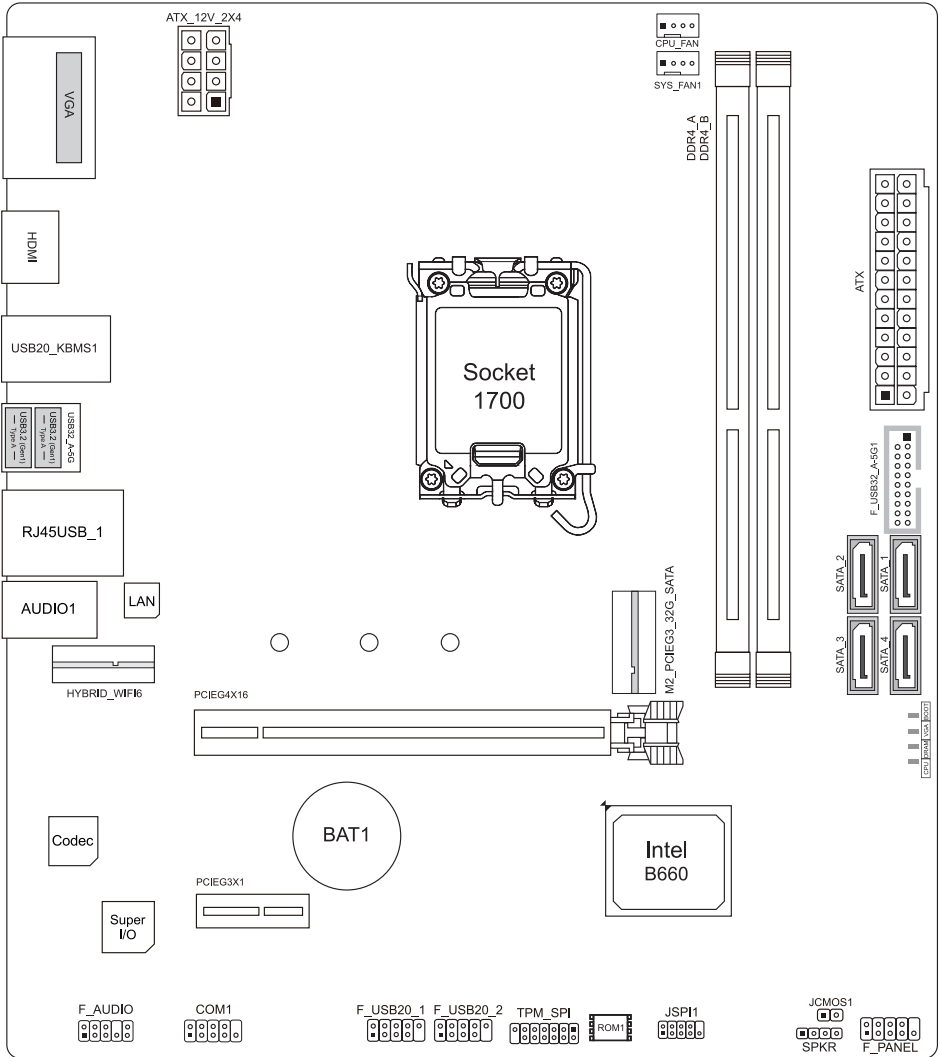 ATX_12V_2X4
CPU_FAN
SYS_FAN1
VGA
DDR4_A
DDR4_B
HDMI
ATX
USB20_KBMS1
Socket
1700
USB32_A-5G
USB3.2 (Gen1)
— Type A —
USB3.2 (Gen1)
— Type A —
F_USB32_A-5G1
RJ45USB_1
SATA_2
SATA_1
AUDIO1
LAN
M2_PCIEG3_32G_SATA
SATA_3
SATA_4
HYBRID_WIFI6
PCIEG4X16
CPU DRAM VGA BOOT
BAT1
Codec
Intel
B660
PCIEG3X1
Super
I/O
F_AUDIO
COM1
F_USB20_1
F_USB20_2
TPM_SPI
ROM1
JSPI1
JCMOS1
SPKR
F_PANEL